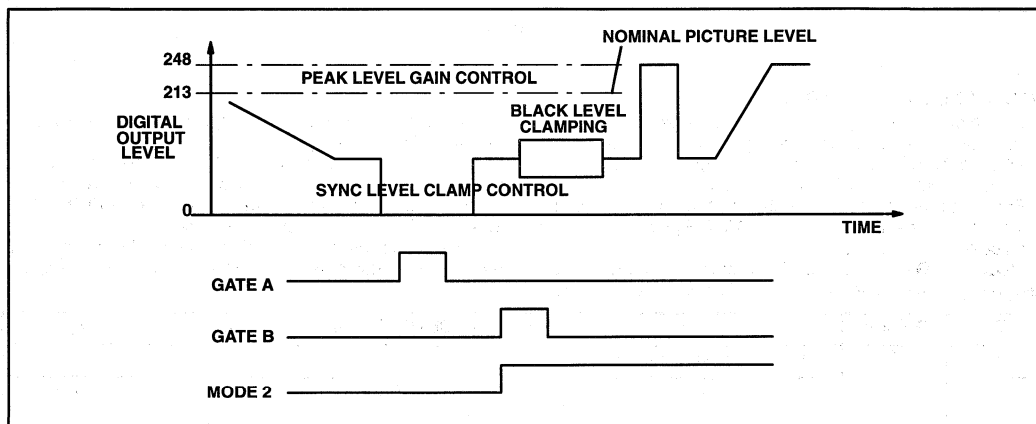 NOMINAL PICTURE LEVEL
248
PEAK LEVEL GAIN CONTROL
213
BLACK LEVEL
CLAMPING
DIGITAL
OUTPUT
LEVEL
SYNC LEVEL CLAMP CONTROL
0
TIME
GATE A
GATE B
MODE 2